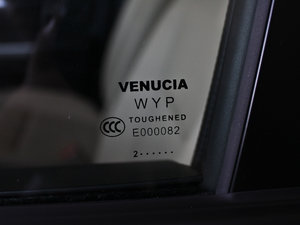 VENUCIA
WYP
TOUGHENED
CCC E000082
2······